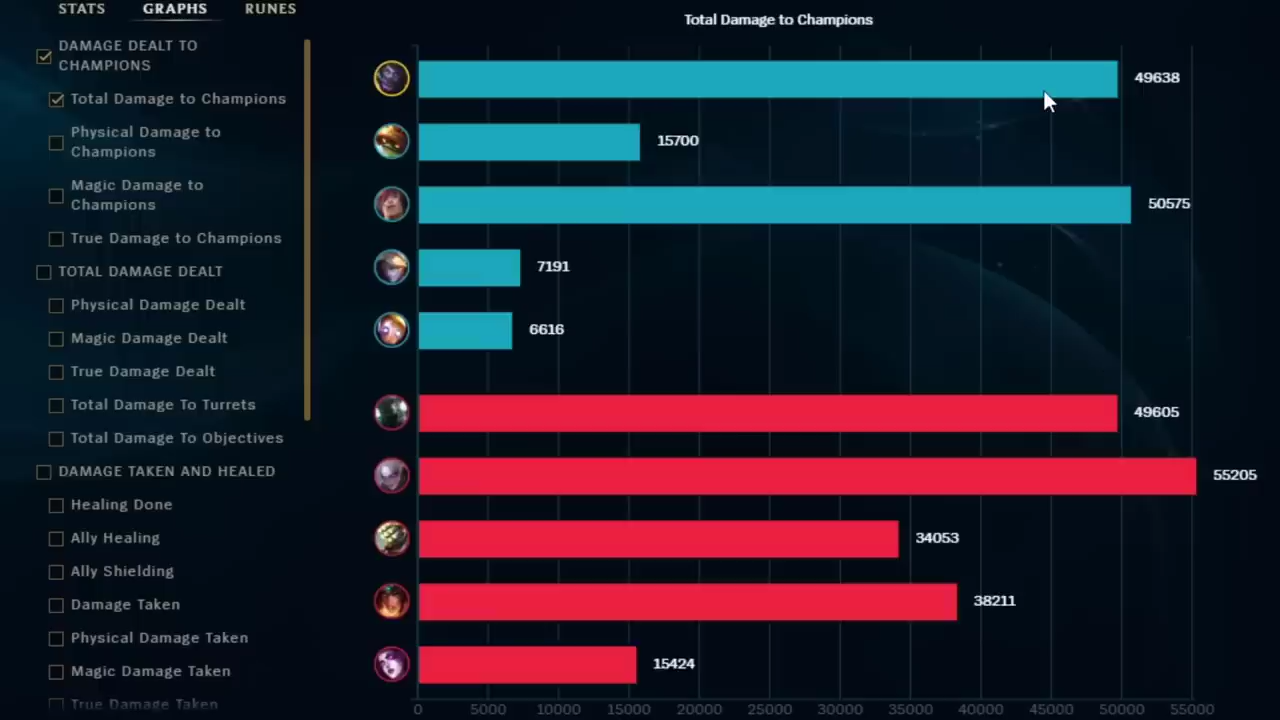 STATS GRAPHS RUNES
DAMAGE DEALT TO
CHAMPIONS
Total Damage to Champions
Physical Damage to
Champions
Magic Damage to
Champions
True Damage to Champions
TOTAL DAMAGE DEALT
Physical Damage Dealt
Magic Damage Dealt
True Damage Dealt
Total Damage To Turrets
Total Damage To Objectives
DAMAGE TAKEN AND HEALED
Healing Done
Ally Healing
Ally Shielding
Damage Taken
Physical Damage Taken
Magic Damage Taken
True Damage Taken
Total Damage to Champions
49638
15700
50575
7191
6616
49605
55205
34053
38211
15424
0 5000 10000 15000 20000 25000 30000 35000 40000 45000 50000 55000